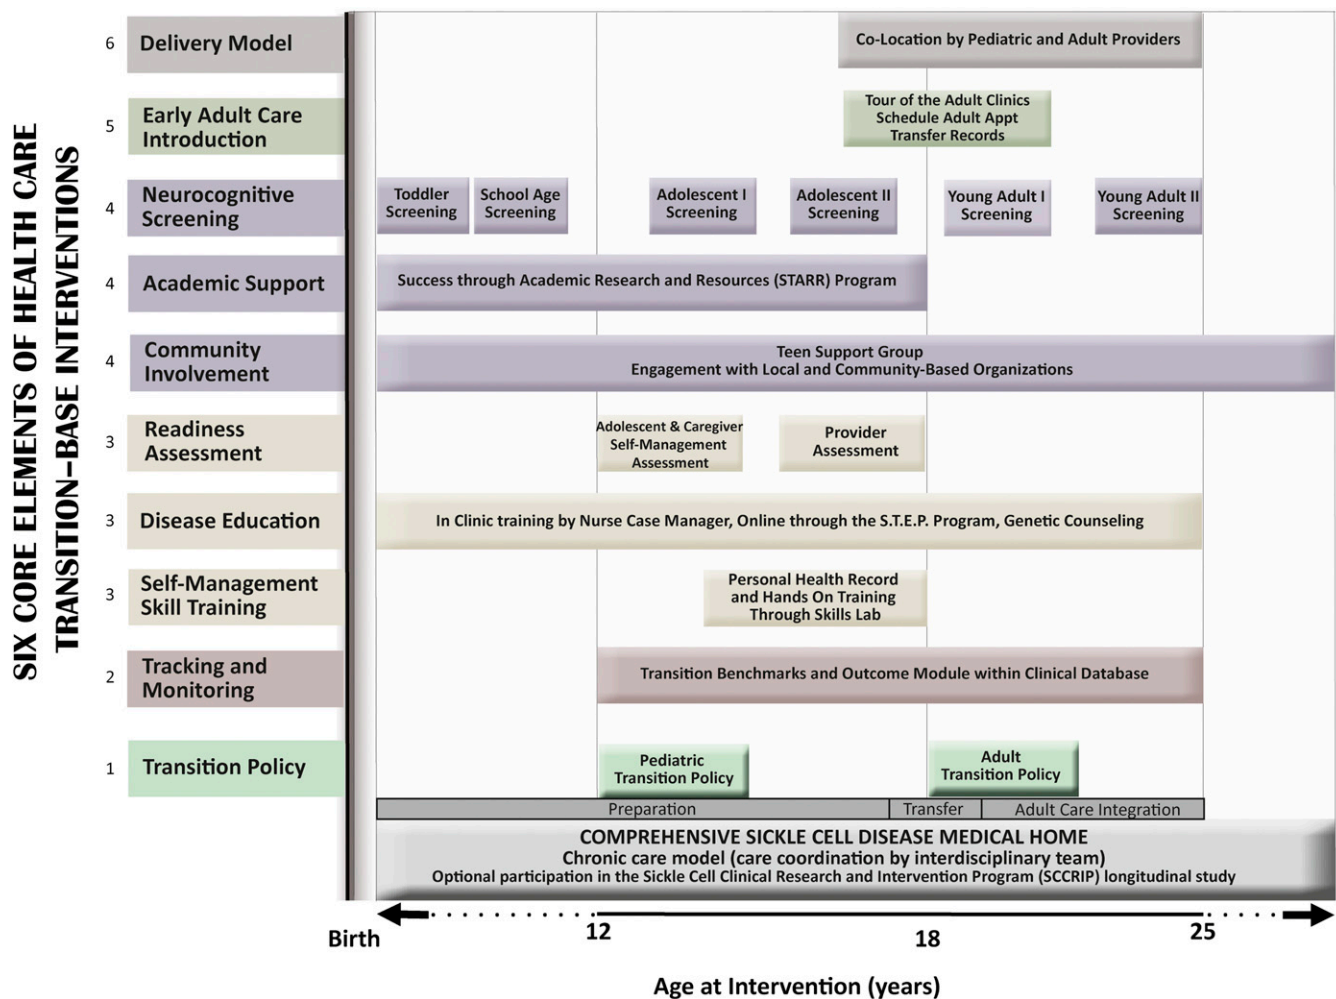 SIX CORE ELEMENTS OF HEALTH CARE
TRANSITION–BASE INTERVENTIONS
6
Delivery Model
Co-Location by Pediatric and Adult Providers
5
Early Adult Care
Introduction
Tour of the Adult Clinics
Schedule Adult Appt
Transfer Records
4
Neurocognitive
Screening
Toddler
Screening
School Age
Screening
Adolescent I
Screening
Adolescent II
Screening
Young Adult I
Screening
Young Adult II
Screening
4
Academic Support
Success through Academic Research and Resources (STARR) Program
4
Community
Involvement
Teen Support Group
Engagement with Local and Community-Based Organizations
3
Readiness
Assessment
Adolescent & Caregiver
Self-Management
Assessment
Provider
Assessment
3
Disease Education
In Clinic training by Nurse Case Manager, Online through the S.T.E.P. Program, Genetic Counseling
3
Self-Management
Skill Training
Personal Health Record
and Hands On Training
Through Skills Lab
2
Tracking and
Monitoring
Transition Benchmarks and Outcome Module within Clinical Database
1
Transition Policy
Pediatric
Transition Policy
Adult
Transition Policy
Preparation
Transfer
Adult Care Integration
COMPREHENSIVE SICKLE CELL DISEASE MEDICAL HOME
Chronic care model (care coordination by interdisciplinary team)
Optional participation in the Sickle Cell Clinical Research and Intervention Program (SCCRIP) longitudinal study
Birth
12
18
25
Age at Intervention (years)